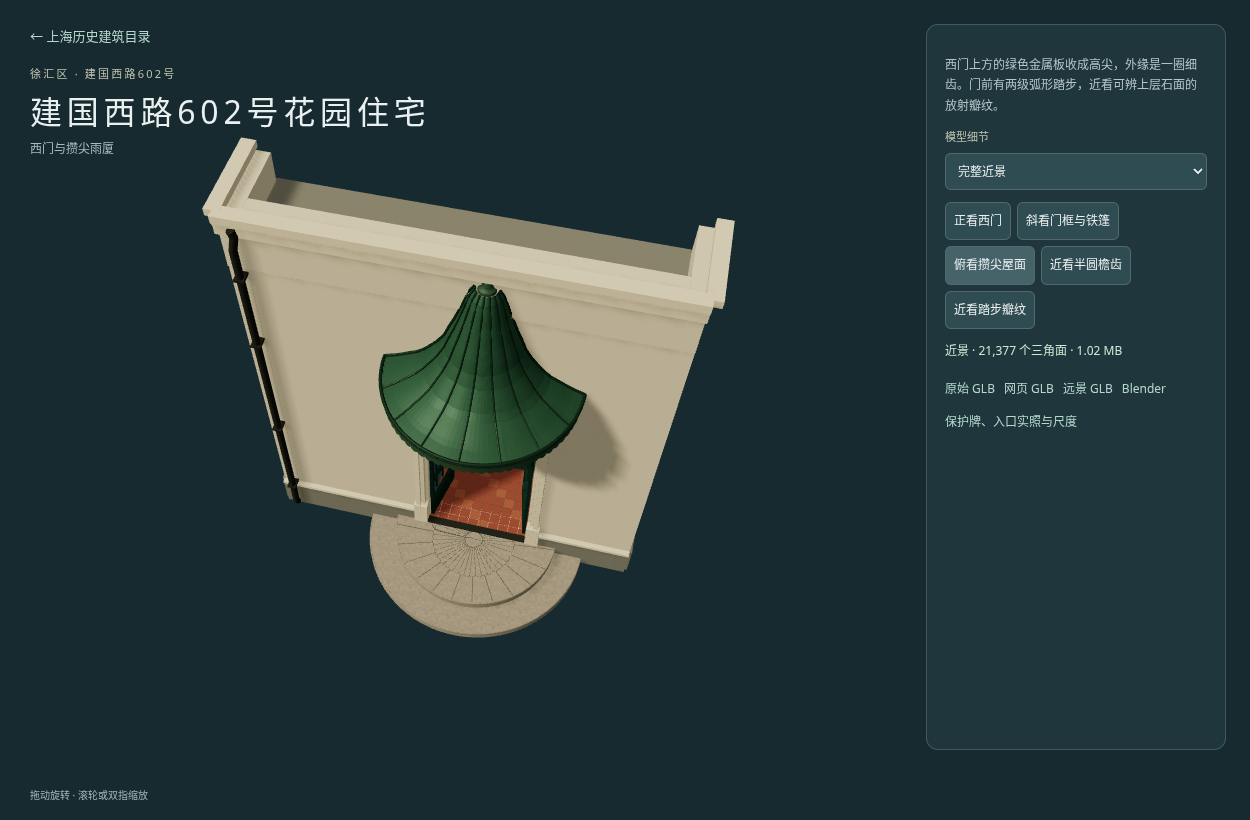 ← 上海历史建筑目录
徐汇区 · 建国西路602号
建国西路602号花园住宅
西门与攒尖雨厦
西门上方的绿色金属板收成高尖，外缘是一圈细
齿。门前有两级弧形踏步，近看可辨上层石面的
放射瓣纹。
模型细节
完整近景
正看西门 斜看门框与铁篷
俯看攒尖屋面 近看半圆檐齿
近看踏步瓣纹
近景 · 21,377 个三角面 · 1.02 MB
原始 GLB 网页 GLB 远景 GLB Blender
保护牌、入口实照与尺度
拖动旋转 · 滚轮或双指缩放